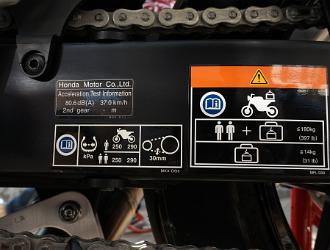 Honda Motor Co.,Ltd.
Acceleration Test Information
80.6dB(A) 37.0km/h
2nd gear - m
kPa
250 290
250 290
30mm
+
≤180kg
(397 lb)
≤14kg
(31 lb)